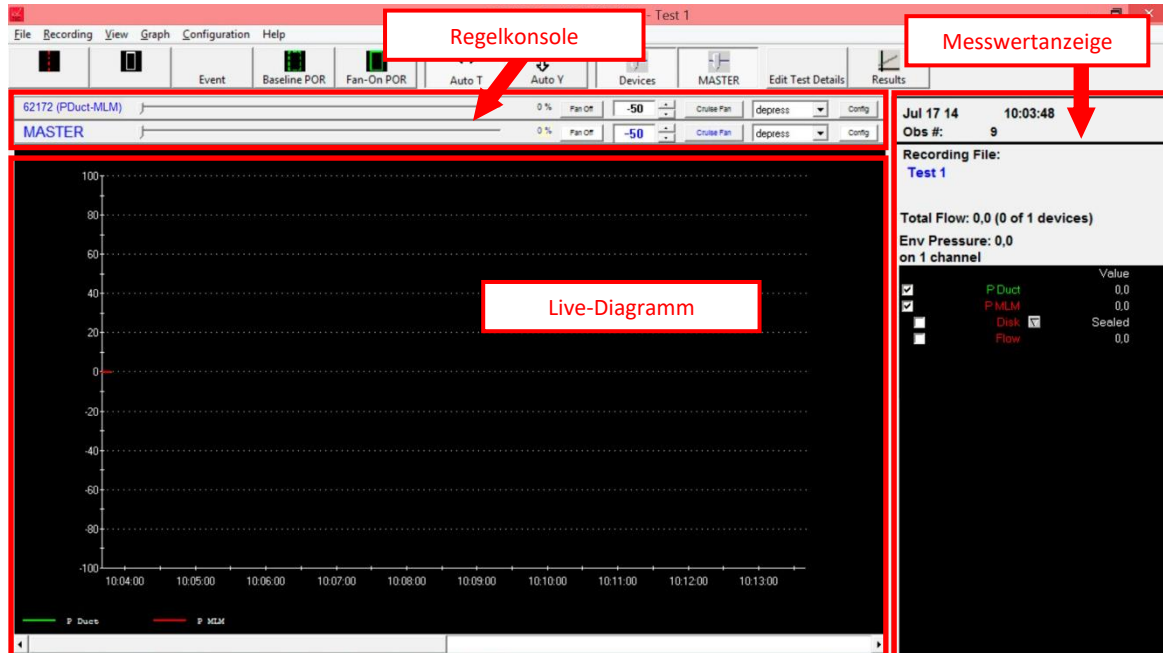 - Test 1
File Recording View Graph Configuration Help
Regelkonsole
Messwertanzeige
Event Baseline POR Fan-On POR Auto T Auto Y Devices MASTER Edit Test Details Results
62172 (PDuct-MLM) 0 % Fan Off -50 Cruise Fan depress Config
MASTER 0 % Fan Off -50 Cruise Fan depress Config
Jul 17 14 10:03:48
Obs #: 9
Recording File:
Test 1
Total Flow: 0,0 (0 of 1 devices)
Env Pressure: 0,0
on 1 channel
Value
P Duct 0,0
P MLM 0,0
Disk Sealed
Flow 0,0
Live-Diagramm
100
80
60
40
20
0
-20
-40
-60
-80
-100
10:04:00 10:05:00 10:06:00 10:07:00 10:08:00 10:09:00 10:10:00 10:11:00 10:12:00 10:13:00
P Duct P MLM